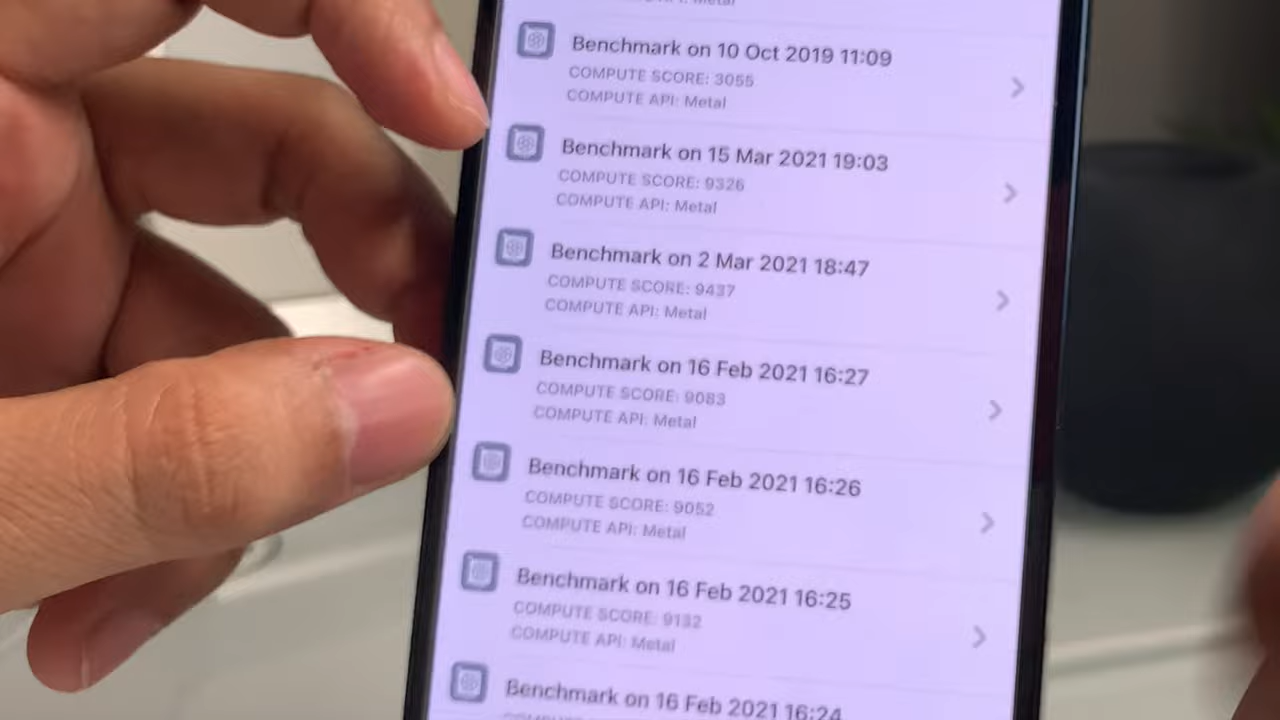 Metal
Benchmark on 10 Oct 2019 11:09
COMPUTE SCORE: 3055
COMPUTE API: Metal
Benchmark on 15 Mar 2021 19:03
COMPUTE SCORE: 9326
COMPUTE API: Metal
Benchmark on 2 Mar 2021 18:47
COMPUTE SCORE: 9437
COMPUTE API: Metal
Benchmark on 16 Feb 2021 16:27
COMPUTE SCORE: 9083
COMPUTE API: Metal
Benchmark on 16 Feb 2021 16:26
COMPUTE SCORE: 9052
COMPUTE API: Metal
Benchmark on 16 Feb 2021 16:25
COMPUTE SCORE: 9132
COMPUTE API: Metal
Benchmark on 16 Feb 2021 16:24